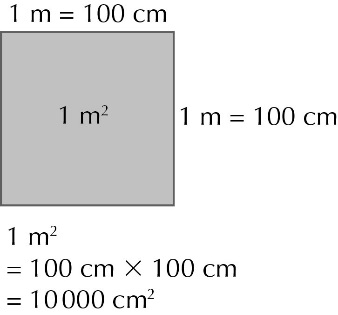 1 m = 100 cm
1 m²
1 m = 100 cm
1 m²
= 100 cm × 100 cm
= 10 000 cm²